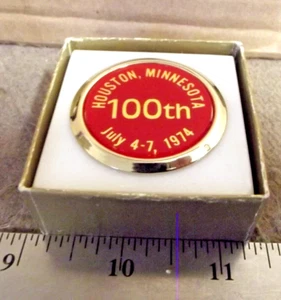 HOUSTON, MINNESOTA
100th
July 4-7, 1974
9
10
11